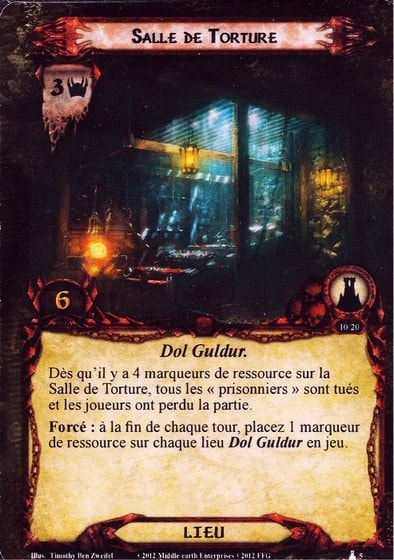 Salle de Torture
3
6
10/20
Dol Guldur.
Dès qu'il y a 4 marqueurs de ressource sur la
Salle de Torture, tous les « prisonniers » sont tués
et les joueurs ont perdu la partie.
Forcé : à la fin de chaque tour, placez 1 marqueur
de ressource sur chaque lieu Dol Guldur en jeu.
LIEU
Illus. Timothy Ben Zweifel • 2012 Middle-earth Enterprises • 2012 FFG 5